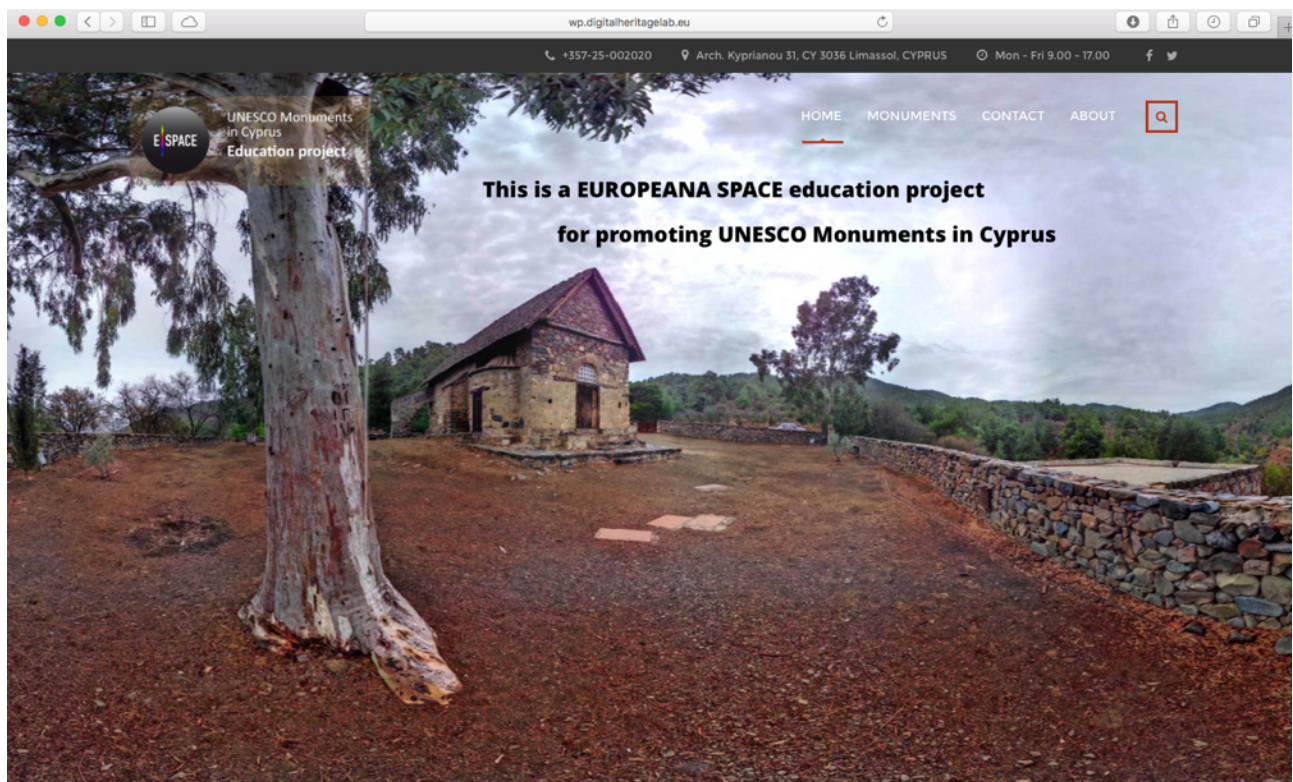 wp.digitalheritagelab.eu
+357-25-002020 Arch. Kyprianou 31, CY 3036 Limassol, CYPRUS Mon - Fri 9.00 - 17.00
E SPACE
UNESCO Monuments
in Cyprus
Education project
HOME MONUMENTS CONTACT ABOUT
This is a EUROPEANA SPACE education project
for promoting UNESCO Monuments in Cyprus